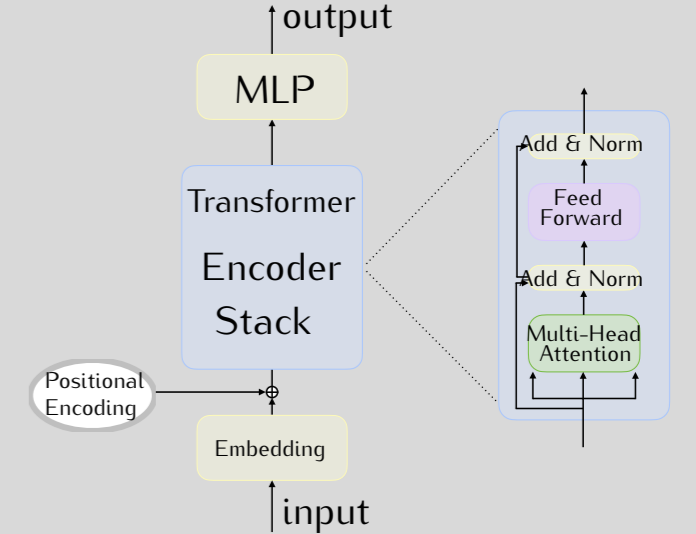 output
MLP
Transformer
Encoder
Stack
Positional
Encoding
Embedding
input
Add & Norm
Feed
Forward
Add & Norm
Multi-Head
Attention